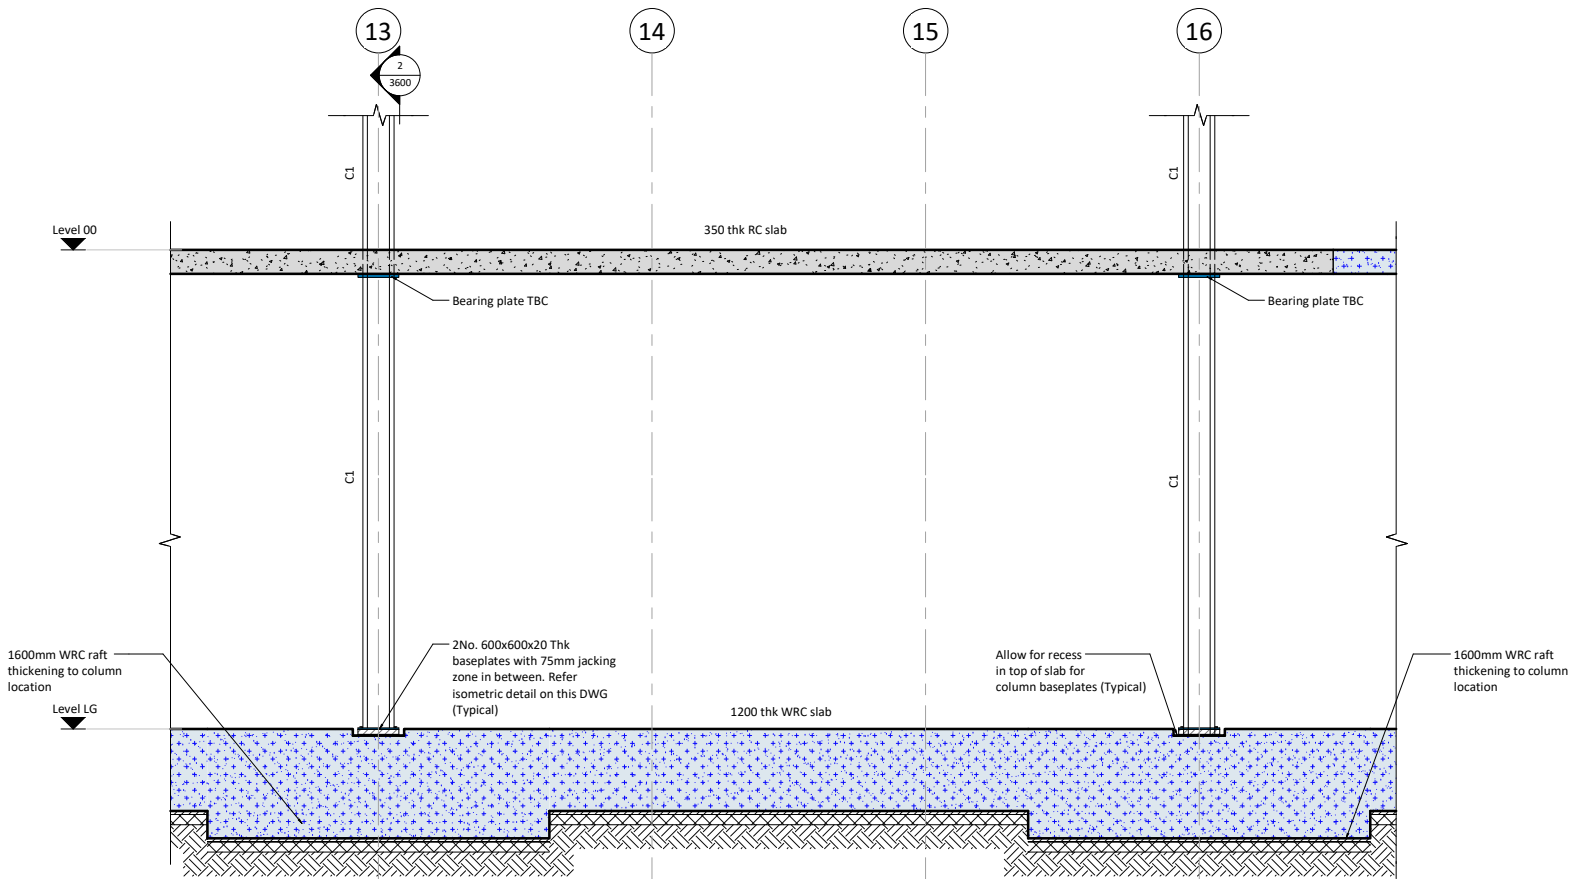 13
14
15
16
2
3600
C1
C1
Level 00
350 thk RC slab
Bearing plate TBC
Bearing plate TBC
C1
C1
1600mm WRC raft
thickening to column
location
2No. 600x600x20 Thk
baseplates with 75mm jacking
zone in between. Refer
isometric detail on this DWG
(Typical)
Allow for recess
in top of slab for
column baseplates (Typical)
1600mm WRC raft
thickening to column
location
Level LG
1200 thk WRC slab